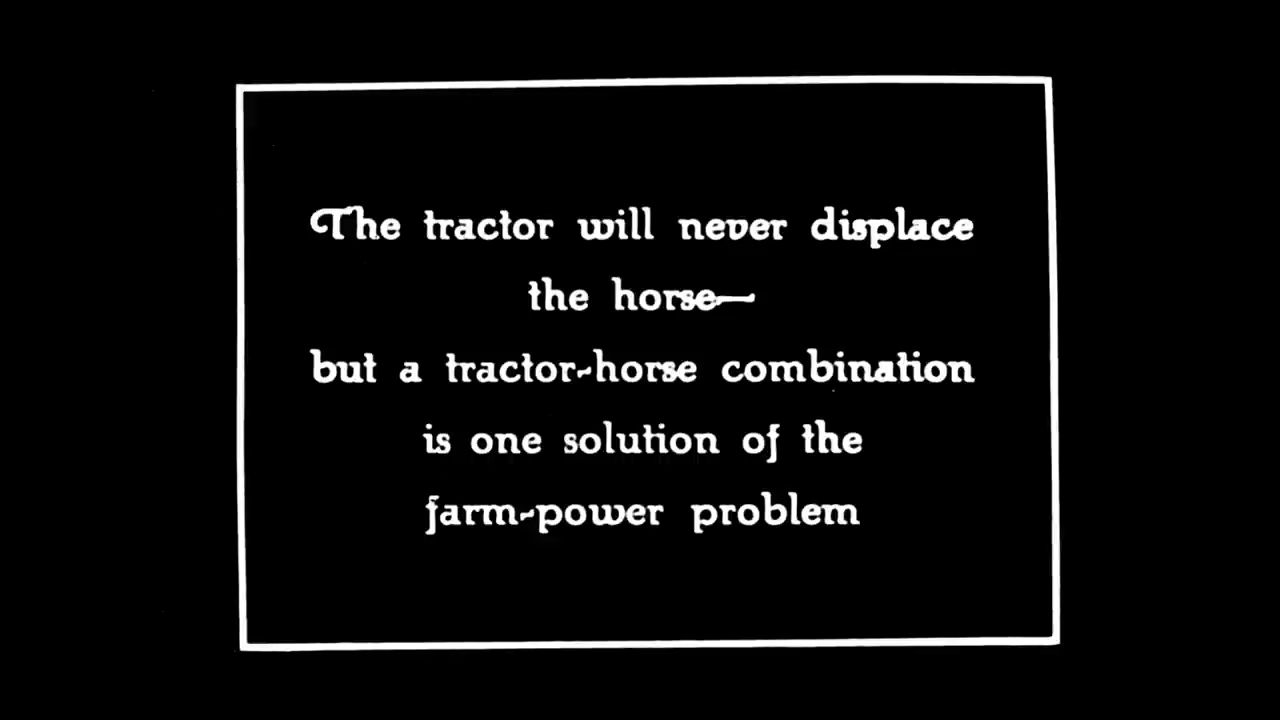 The tractor will never displace
the horse—
but a tractor-horse combination
is one solution of the
farm-power problem